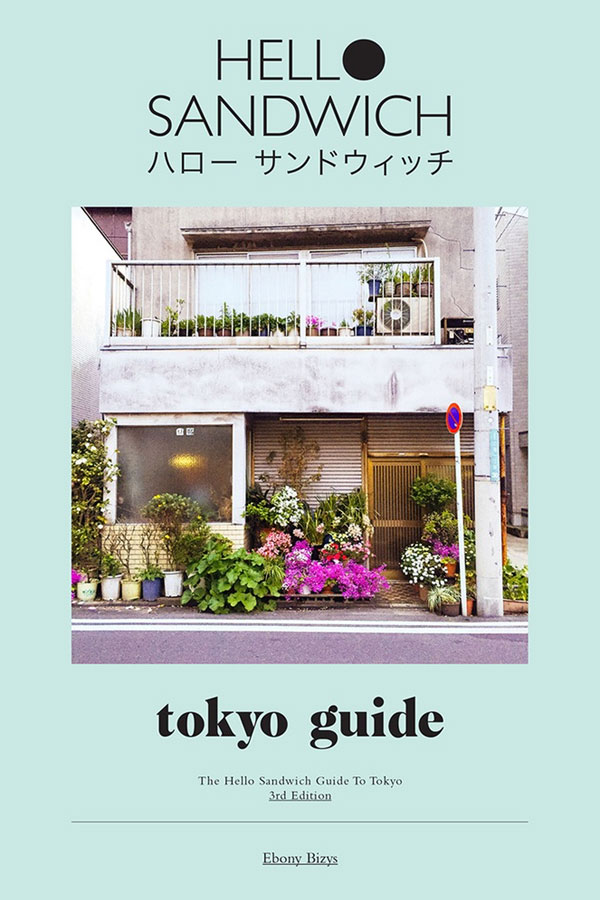 HELLO
SANDWICH
ハロー サンドウィッチ
tokyo guide
The Hello Sandwich Guide To Tokyo
3rd Edition
Ebony Bizys